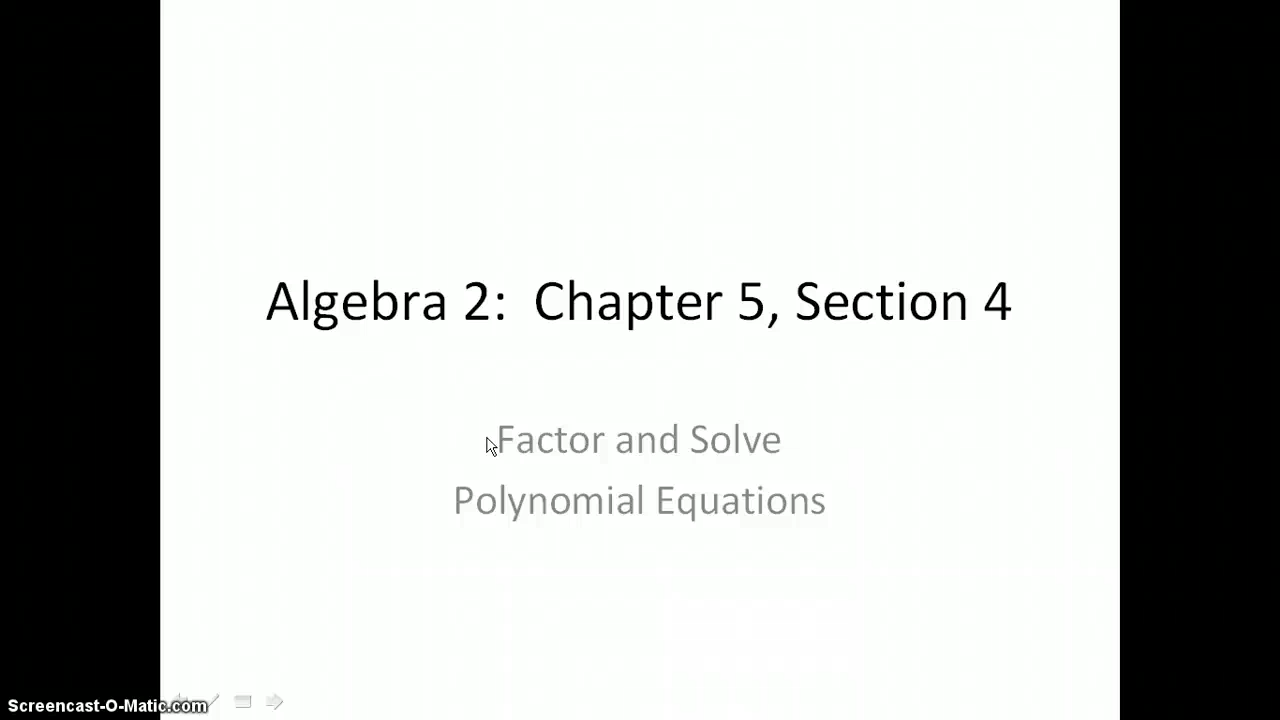 Algebra 2:  Chapter 5, Section 4
Factor and Solve
Polynomial Equations
Screencast-O-Matic.com